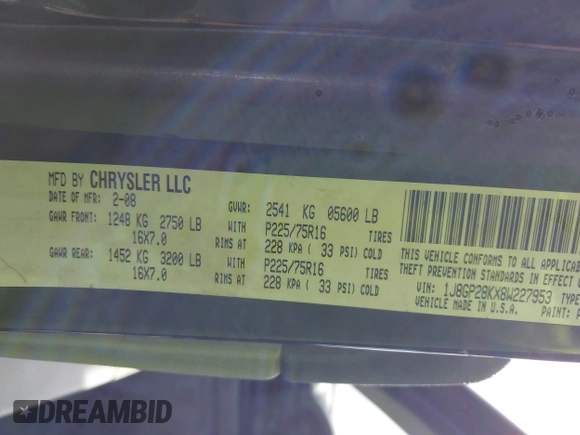 MFD BY CHRYSLER LLC
DATE OF MFR: 2-08
GVWR: 2541 KG 05600 LB
GAWR FRONT: 1248 KG 2750 LB
WITH P225/75R16 TIRES
16X7.0
RIMS AT 228 KPA ( 33 PSI) COLD
GAWR REAR: 1452 KG 3200 LB
WITH P225/75R16 TIRES
16X7.0
RIMS AT 228 KPA ( 33 PSI) COLD
THIS VEHICLE CONFORMS TO ALL APPLICAB
THEFT PREVENTION STANDARDS IN EFFECT
VIN: 1J8GP28KX8W227953 TYPE
VEHICLE MADE IN U.S.A. PAINT: P
DREAMBID